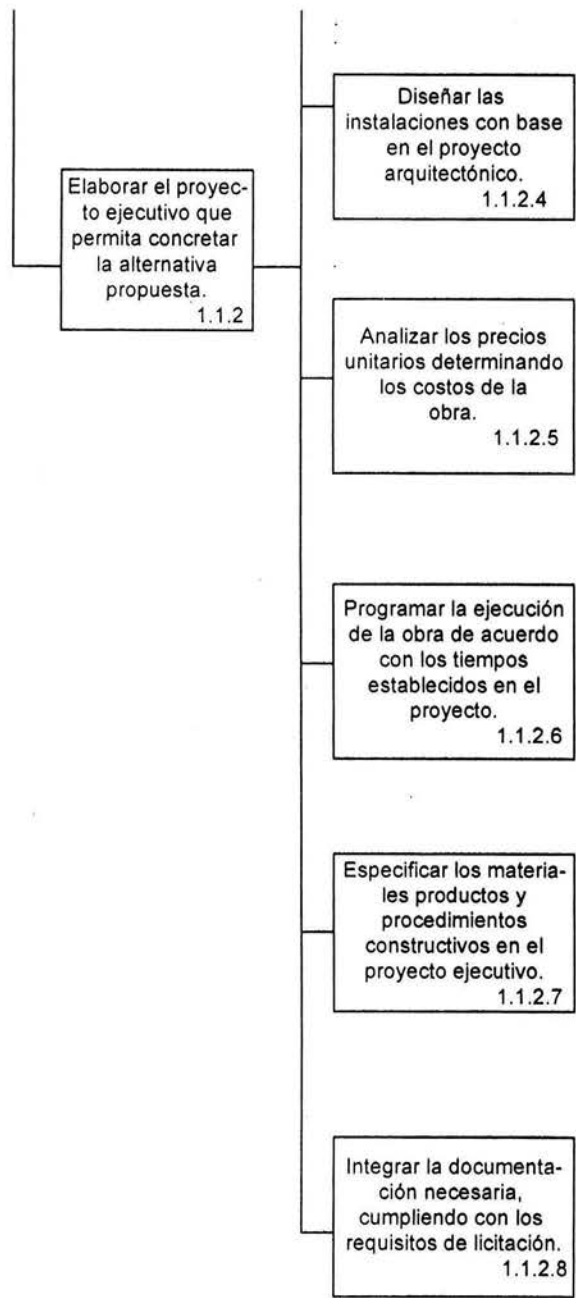 Diseñar las
instalaciones con base
en el proyecto
arquitectónico.
1.1.2.4
Elaborar el proyec-
to ejecutivo que
permita concretar
la alternativa
propuesta.
1.1.2
Analizar los precios
unitarios determinando
los costos de la
obra.
1.1.2.5
Programar la ejecución
de la obra de acuerdo
con los tiempos
establecidos en el
proyecto.
1.1.2.6
Especificar los materia-
les productos y
procedimientos
constructivos en el
proyecto ejecutivo.
1.1.2.7
Integrar la documenta-
ción necesaria,
cumpliendo con los
requisitos de licitación.
1.1.2.8